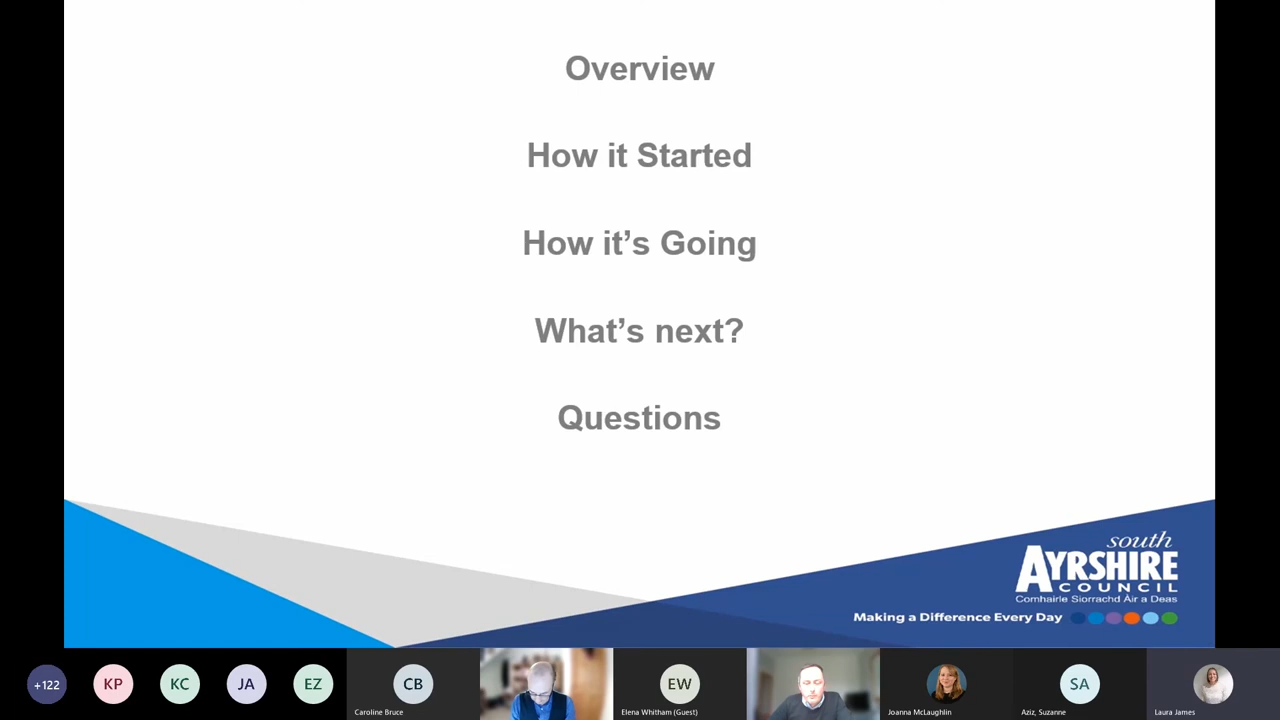 Overview
How it Started
How it's Going
What's next?
Questions
south
AYRSHIRE
COUNCIL
Comhairle Siorrachd Àir a Deas
Making a Difference Every Day
+122
KP
KC
JA
EZ
CB
Caroline Bruce
EW
Elena Whitham (Guest)
Joanna McLaughlin
SA
Aziz, Suzanne
Laura James